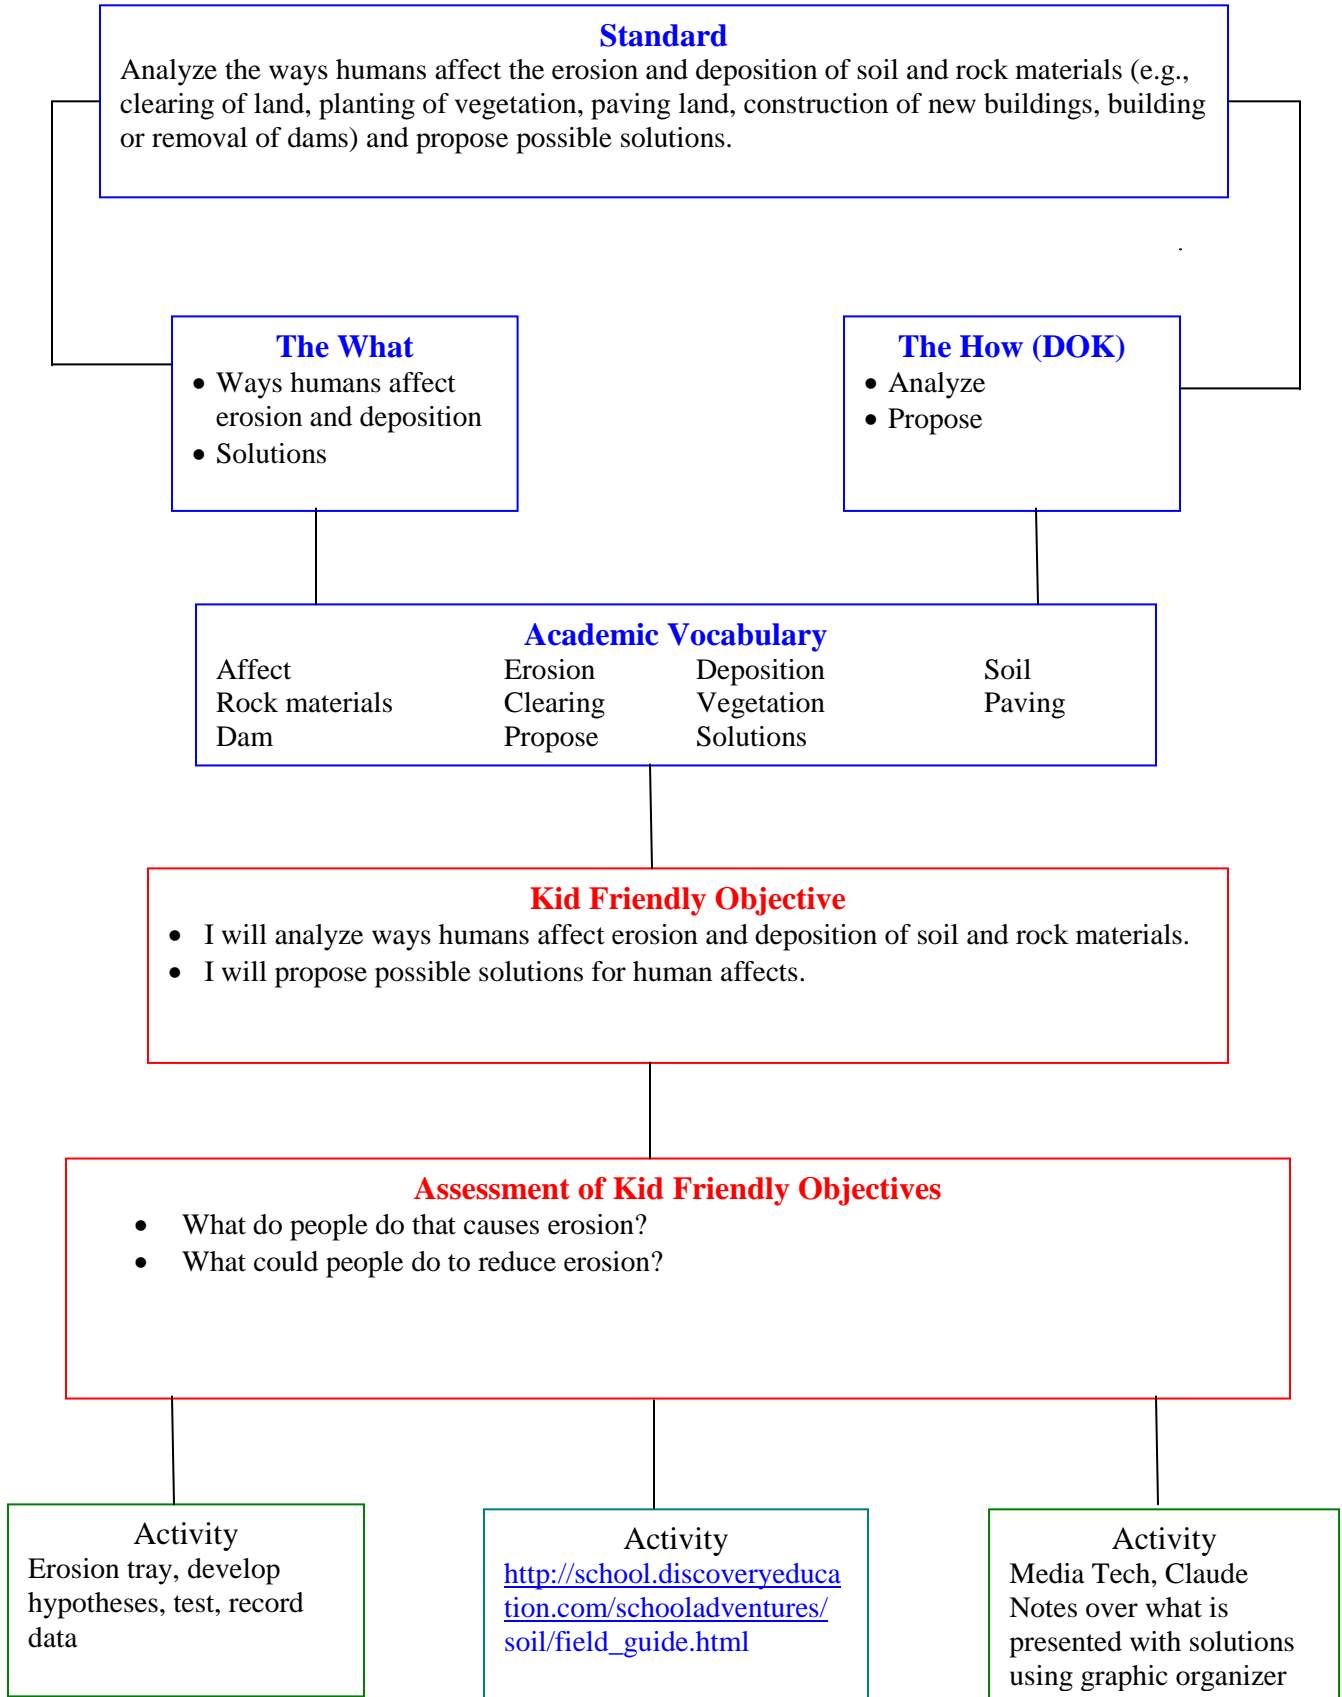 Standard
Analyze the ways humans affect the erosion and deposition of soil and rock materials (e.g.,
clearing of land, planting of vegetation, paving land, construction of new buildings, building
or removal of dams) and propose possible solutions.
.
The What
• Ways humans affect
erosion and deposition
• Solutions
The How (DOK)
• Analyze
• Propose
Academic Vocabulary
Affect Erosion Deposition Soil
Rock materials Clearing Vegetation Paving
Dam Propose Solutions
Kid Friendly Objective
• I will analyze ways humans affect erosion and deposition of soil and rock materials.
• I will propose possible solutions for human affects.
Assessment of Kid Friendly Objectives
• What do people do that causes erosion?
• What could people do to reduce erosion?
Activity
Erosion tray, develop
hypotheses, test, record
data
Activity
http://school.discoveryeduca
tion.com/schooladventures/
soil/field_guide.html
Activity
Media Tech, Claude
Notes over what is
presented with solutions
using graphic organizer